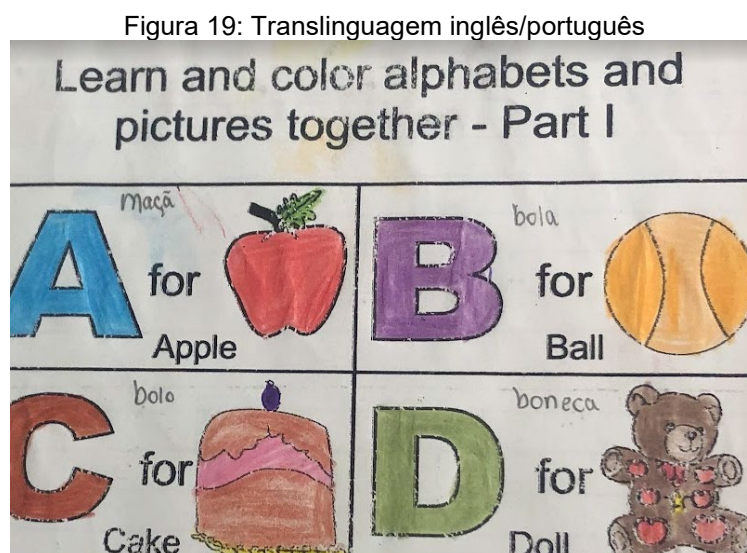 Figura 19: Translinguagem inglês/português
Learn and color alphabets and
pictures together - Part I
A
maçã
for
Apple
B
bola
for
Ball
C
bolo
for
Cake
D
boneca
for
Doll